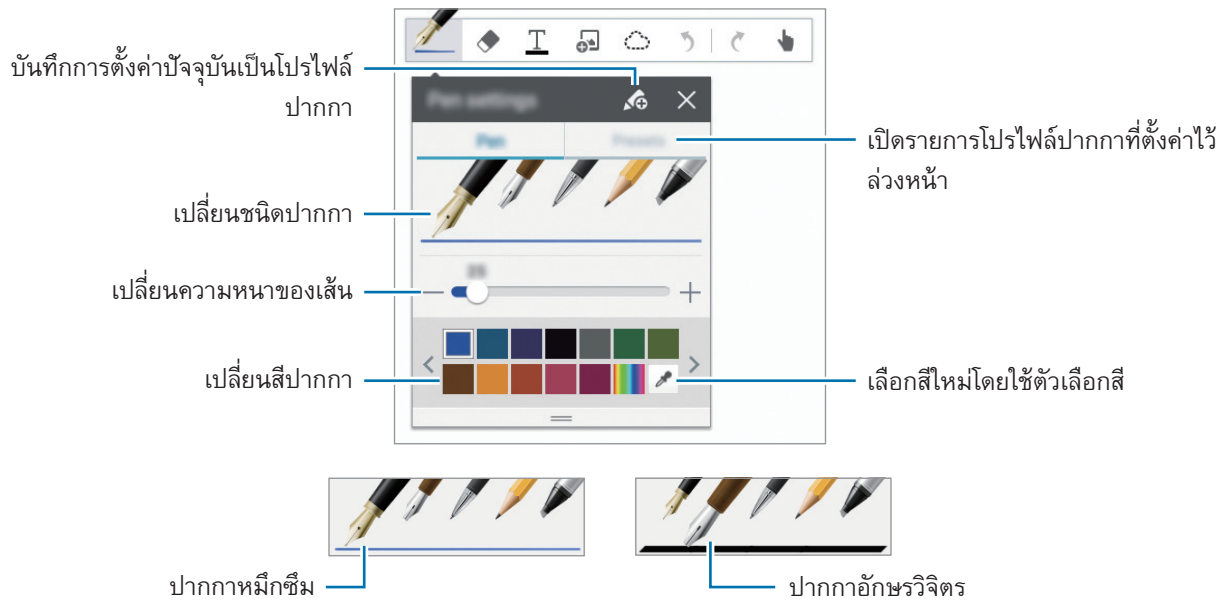 T
บันทึกการตั้งค่าปัจจุบันเป็นโปรไฟล์
ปากกา
เปิดรายการโปรไฟล์ปากกาที่ตั้งค่าไว้
ล่วงหน้า
เปลี่ยนชนิดปากกา
เปลี่ยนความหนาของเส้น
เปลี่ยนสีปากกา
เลือกสีใหม่โดยใช้ตัวเลือกสี
ปากกาหมึกซึม
ปากกาอักษรวิจิตร